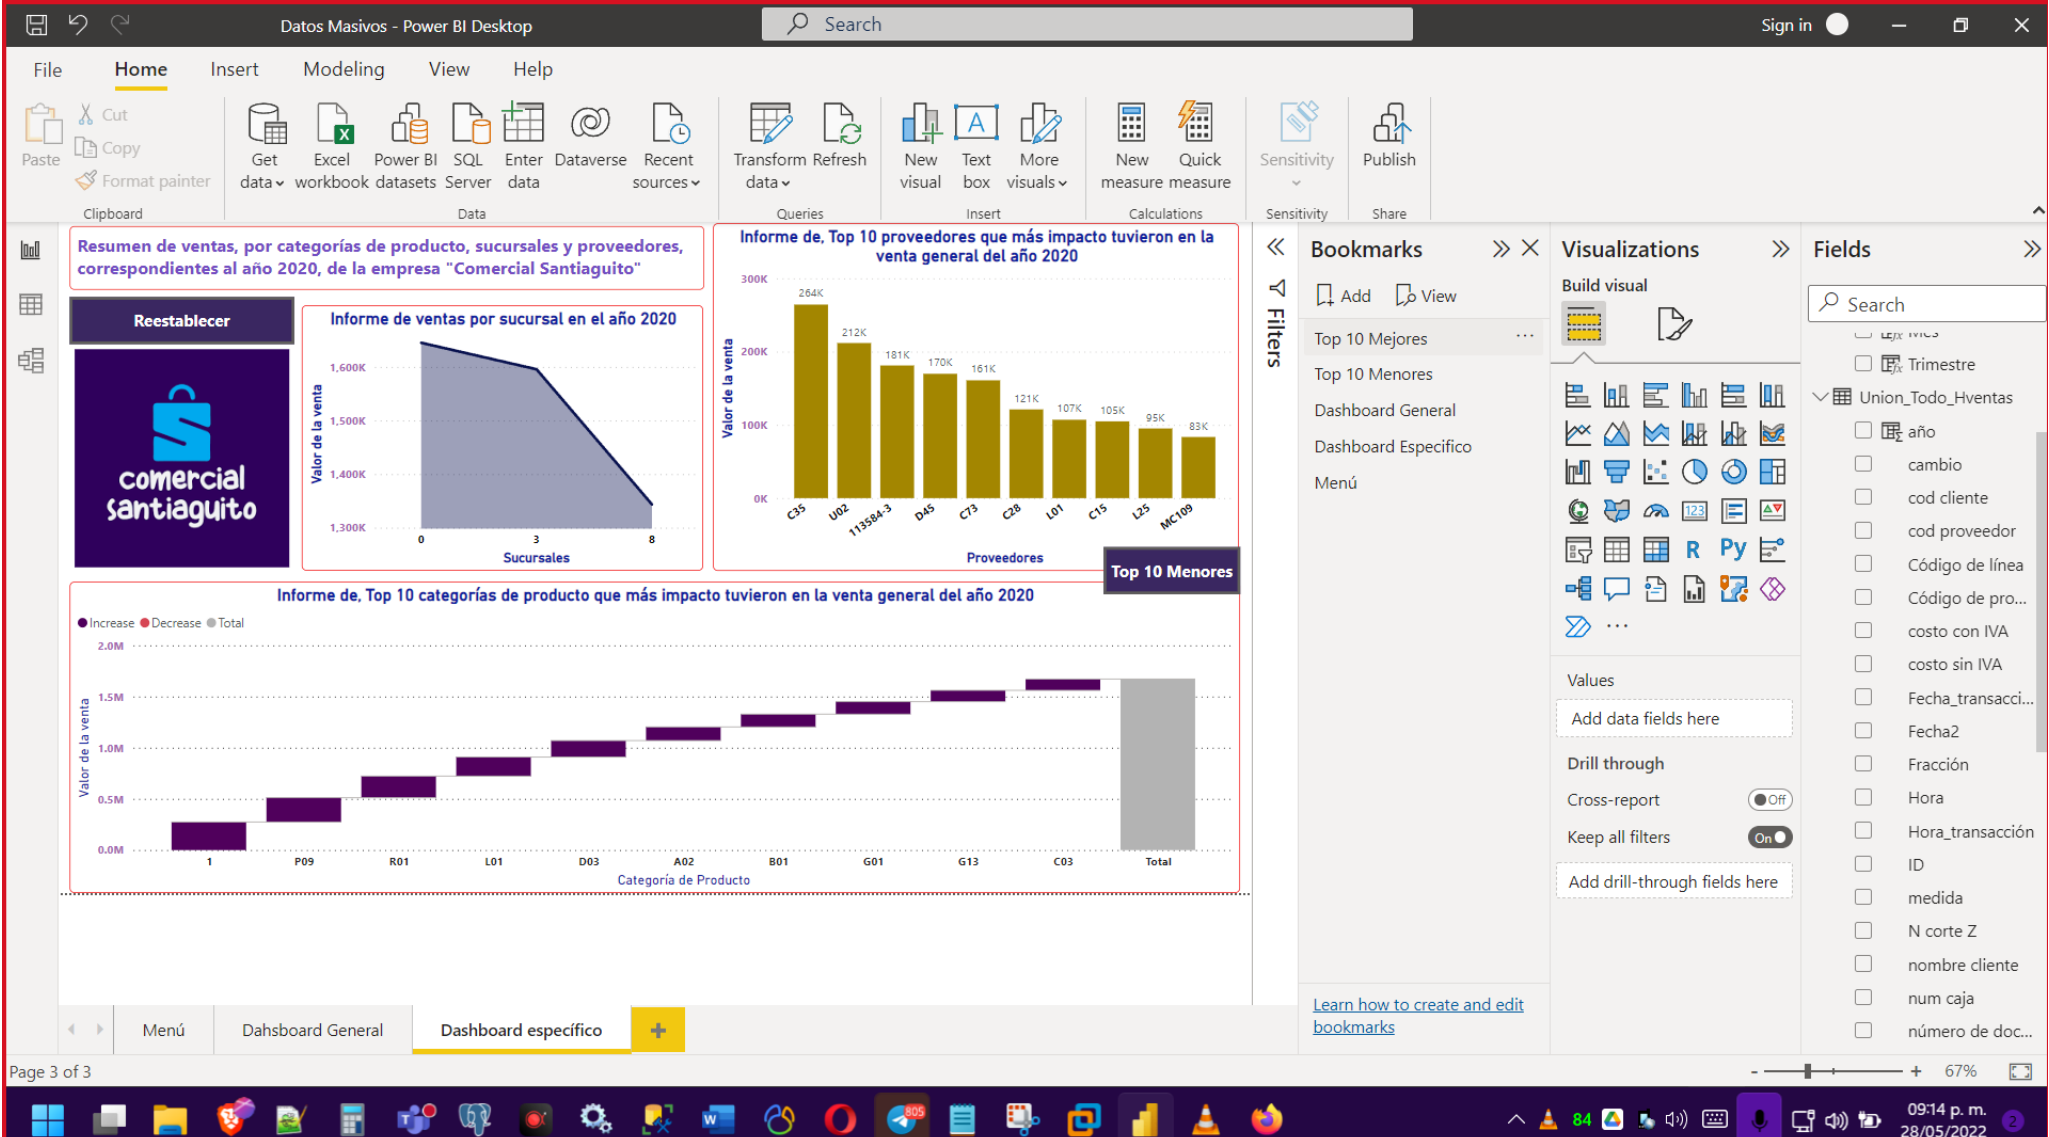 Datos Masivos - Power BI Desktop
Search
Sign in
File
Home
Insert
Modeling
View
Help
Paste
Cut
Copy
Format painter
Clipboard
Get data
Excel workbook
Power BI datasets
SQL Server
Enter data
Dataverse
Recent sources
Data
Transform data
Refresh
Queries
New visual
Text box
More visuals
Insert
New measure
Quick measure
Calculations
Sensitivity
Sensitivity
Publish
Share
Resumen de ventas, por categorías de producto, sucursales y proveedores,
correspondientes al año 2020, de la empresa "Comercial Santiaguito"
Reestablecer
comercial
santiaguito
Informe de ventas por sucursal en el año 2020
Valor de la venta
1,600K
1,500K
1,400K
1,300K
0 3 8
Sucursales
Informe de, Top 10 proveedores que más impacto tuvieron en la
venta general del año 2020
Valor de la venta
300K
200K
100K
0K
264K 212K 181K 170K 161K 121K 107K 105K 95K 83K
C35 U02 113584-3 D45 C73 C28 L01 C15 L25 MC109
Proveedores
Top 10 Menores
Informe de, Top 10 categorías de producto que más impacto tuvieron en la venta general del año 2020
Increase Decrease Total
Valor de la venta
2.0M
1.5M
1.0M
0.5M
0.0M
1 P09 R01 L01 D03 A02 B01 G01 G13 C03 Total
Categoría de Producto
Filters
Bookmarks
Add
View
Top 10 Mejores
Top 10 Menores
Dashboard General
Dashboard Especifico
Menú
Learn how to create and edit
bookmarks
Visualizations
Build visual
123
R
Py
Values
Add data fields here
Drill through
Cross-report
Off
Keep all filters
On
Add drill-through fields here
Fields
Search
Trimestre
Union_Todo_Hventas
año
cambio
cod cliente
cod proveedor
Código de línea
Código de pro...
costo con IVA
costo sin IVA
Fecha_transacci...
Fecha2
Fracción
Hora
Hora_transacción
ID
medida
N corte Z
nombre cliente
num caja
número de doc...
Menú
Dahsboard General
Dashboard específico
+
Page 3 of 3
- + 67%
805
84
09:14 p. m.
28/05/2022
2